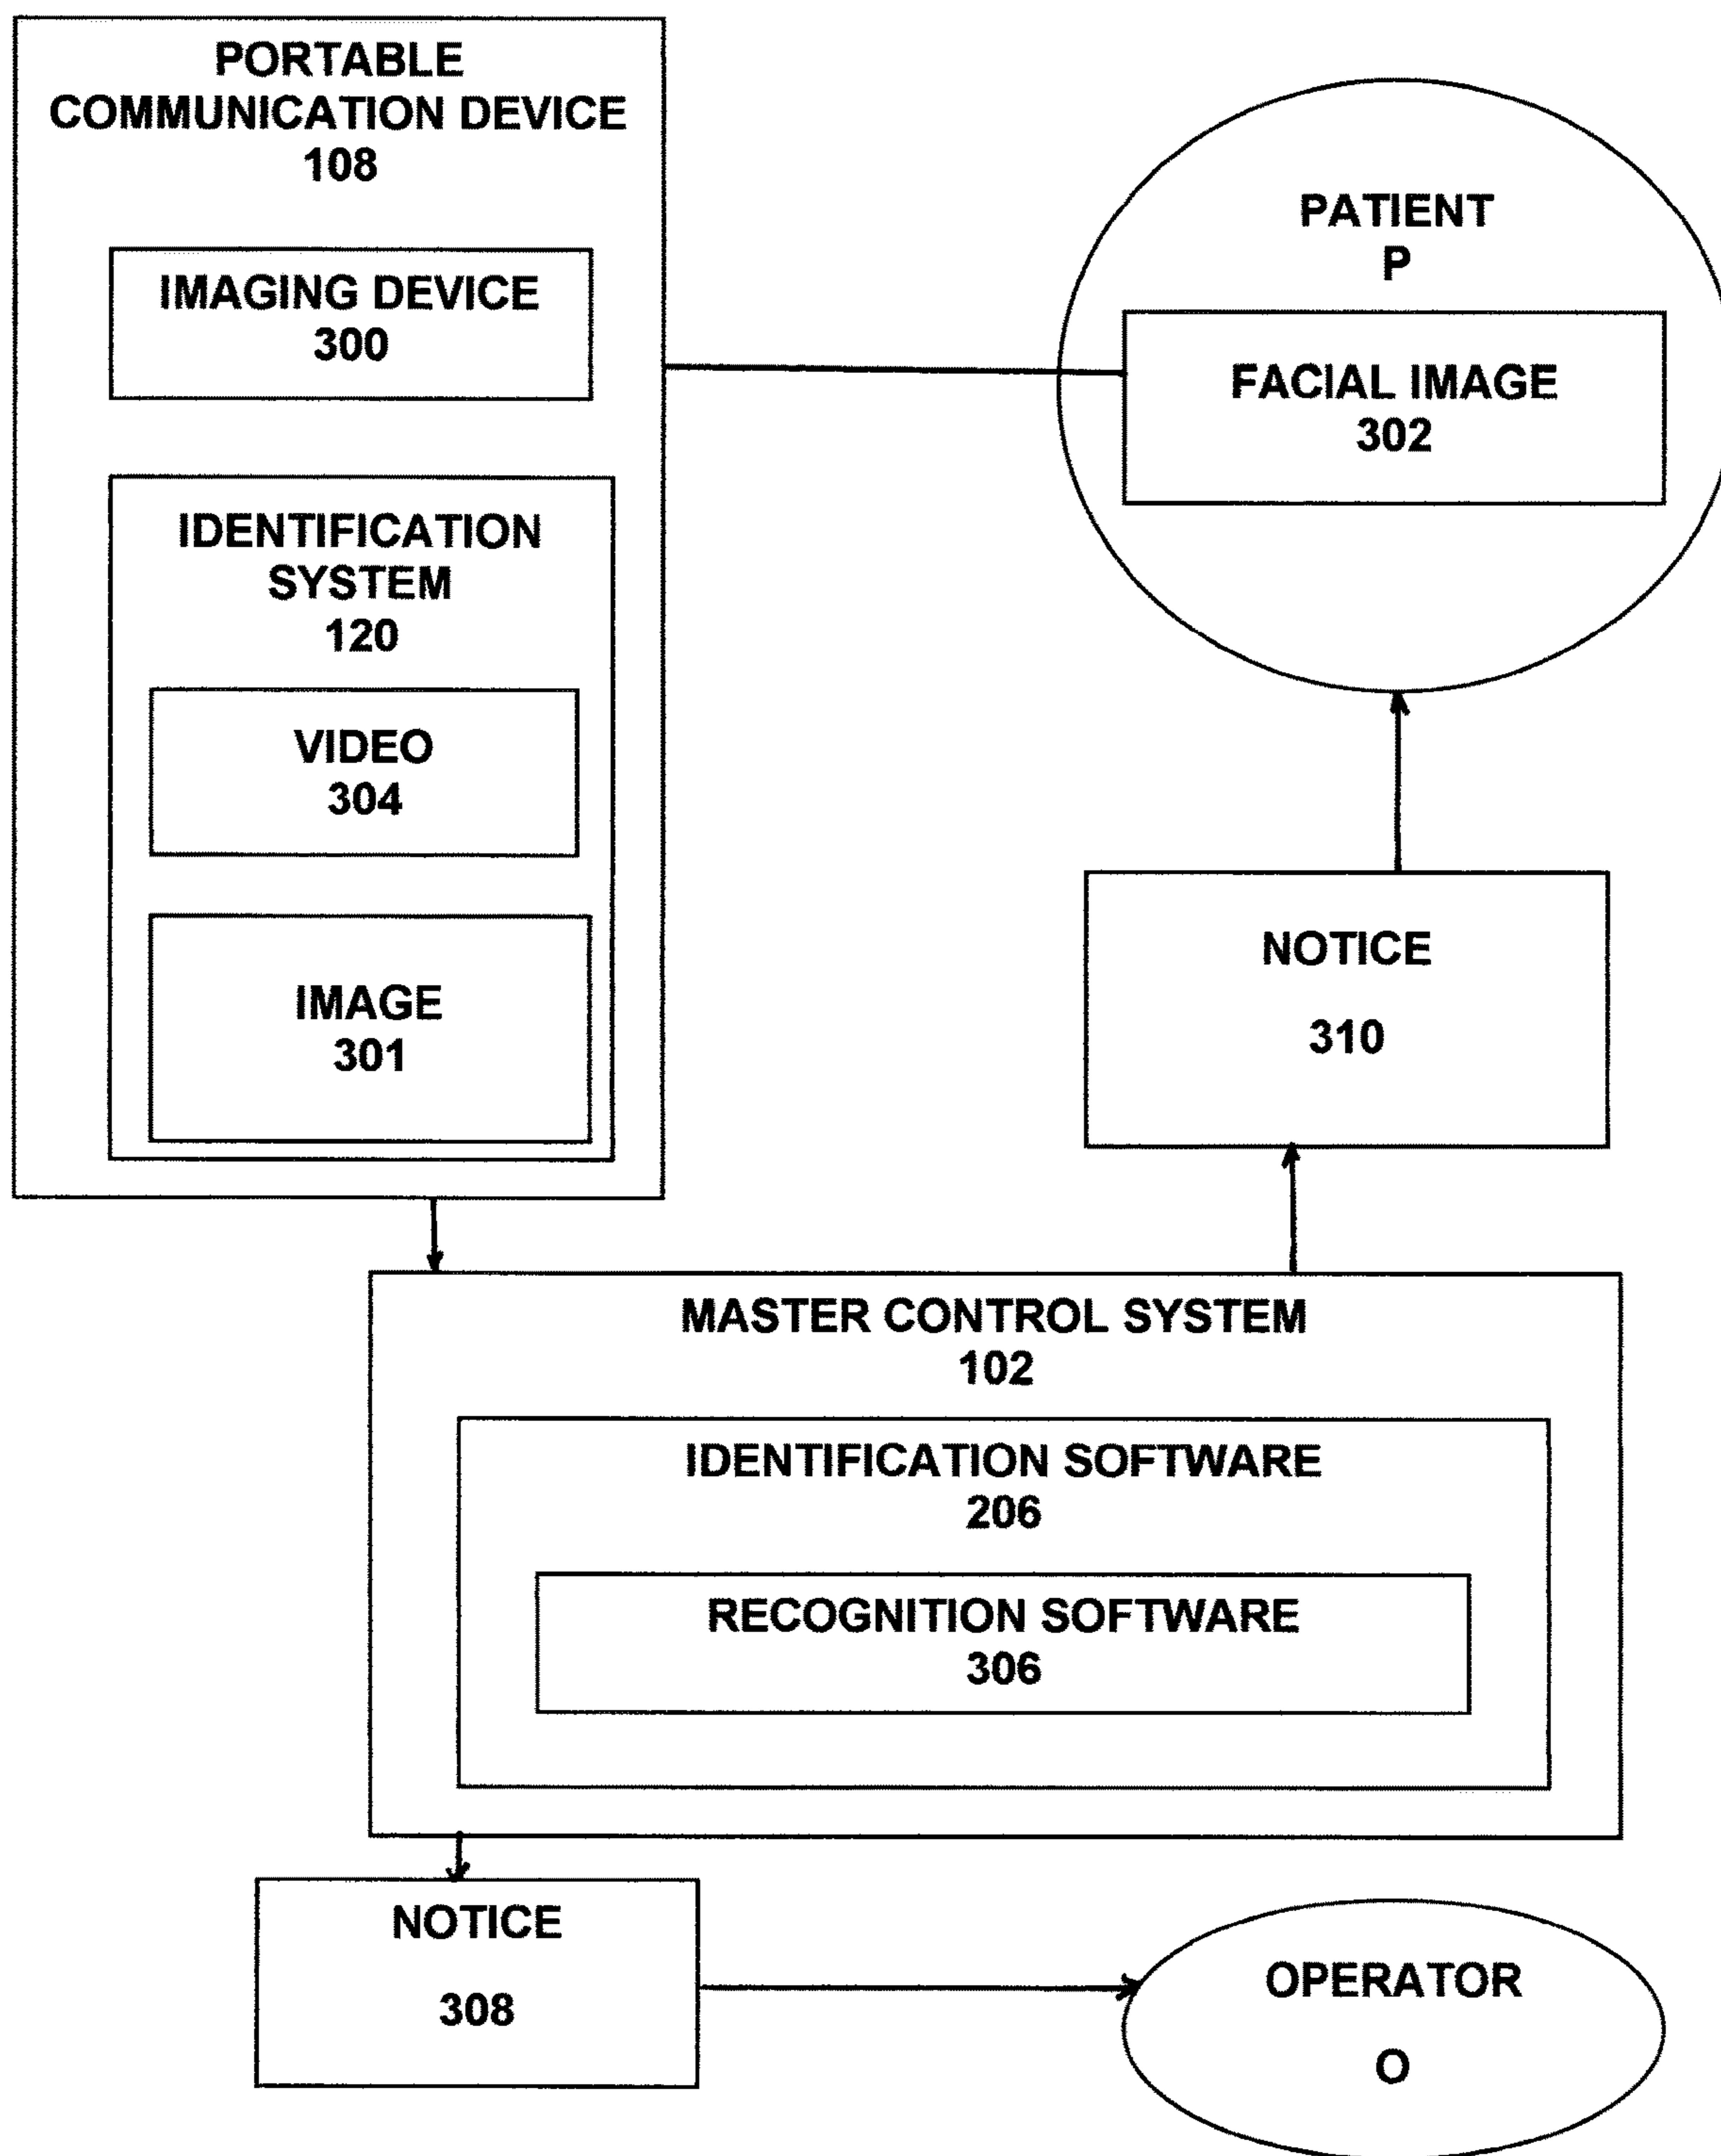 PORTABLE
COMMUNICATION DEVICE
108
IMAGING DEVICE
300
IDENTIFICATION
SYSTEM
120
VIDEO
304
IMAGE
301
PATIENT
P
FACIAL IMAGE
302
NOTICE
310
MASTER CONTROL SYSTEM
102
IDENTIFICATION SOFTWARE
206
RECOGNITION SOFTWARE
306
NOTICE
308
OPERATOR
O